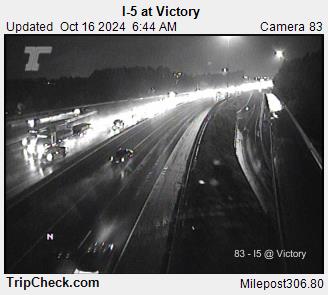 I-5 at Victory
Updated  Oct 16 2024  6:44 AM Camera 83
T
N
83 - I5 @ Victory
TripCheck.com Milepost306.80